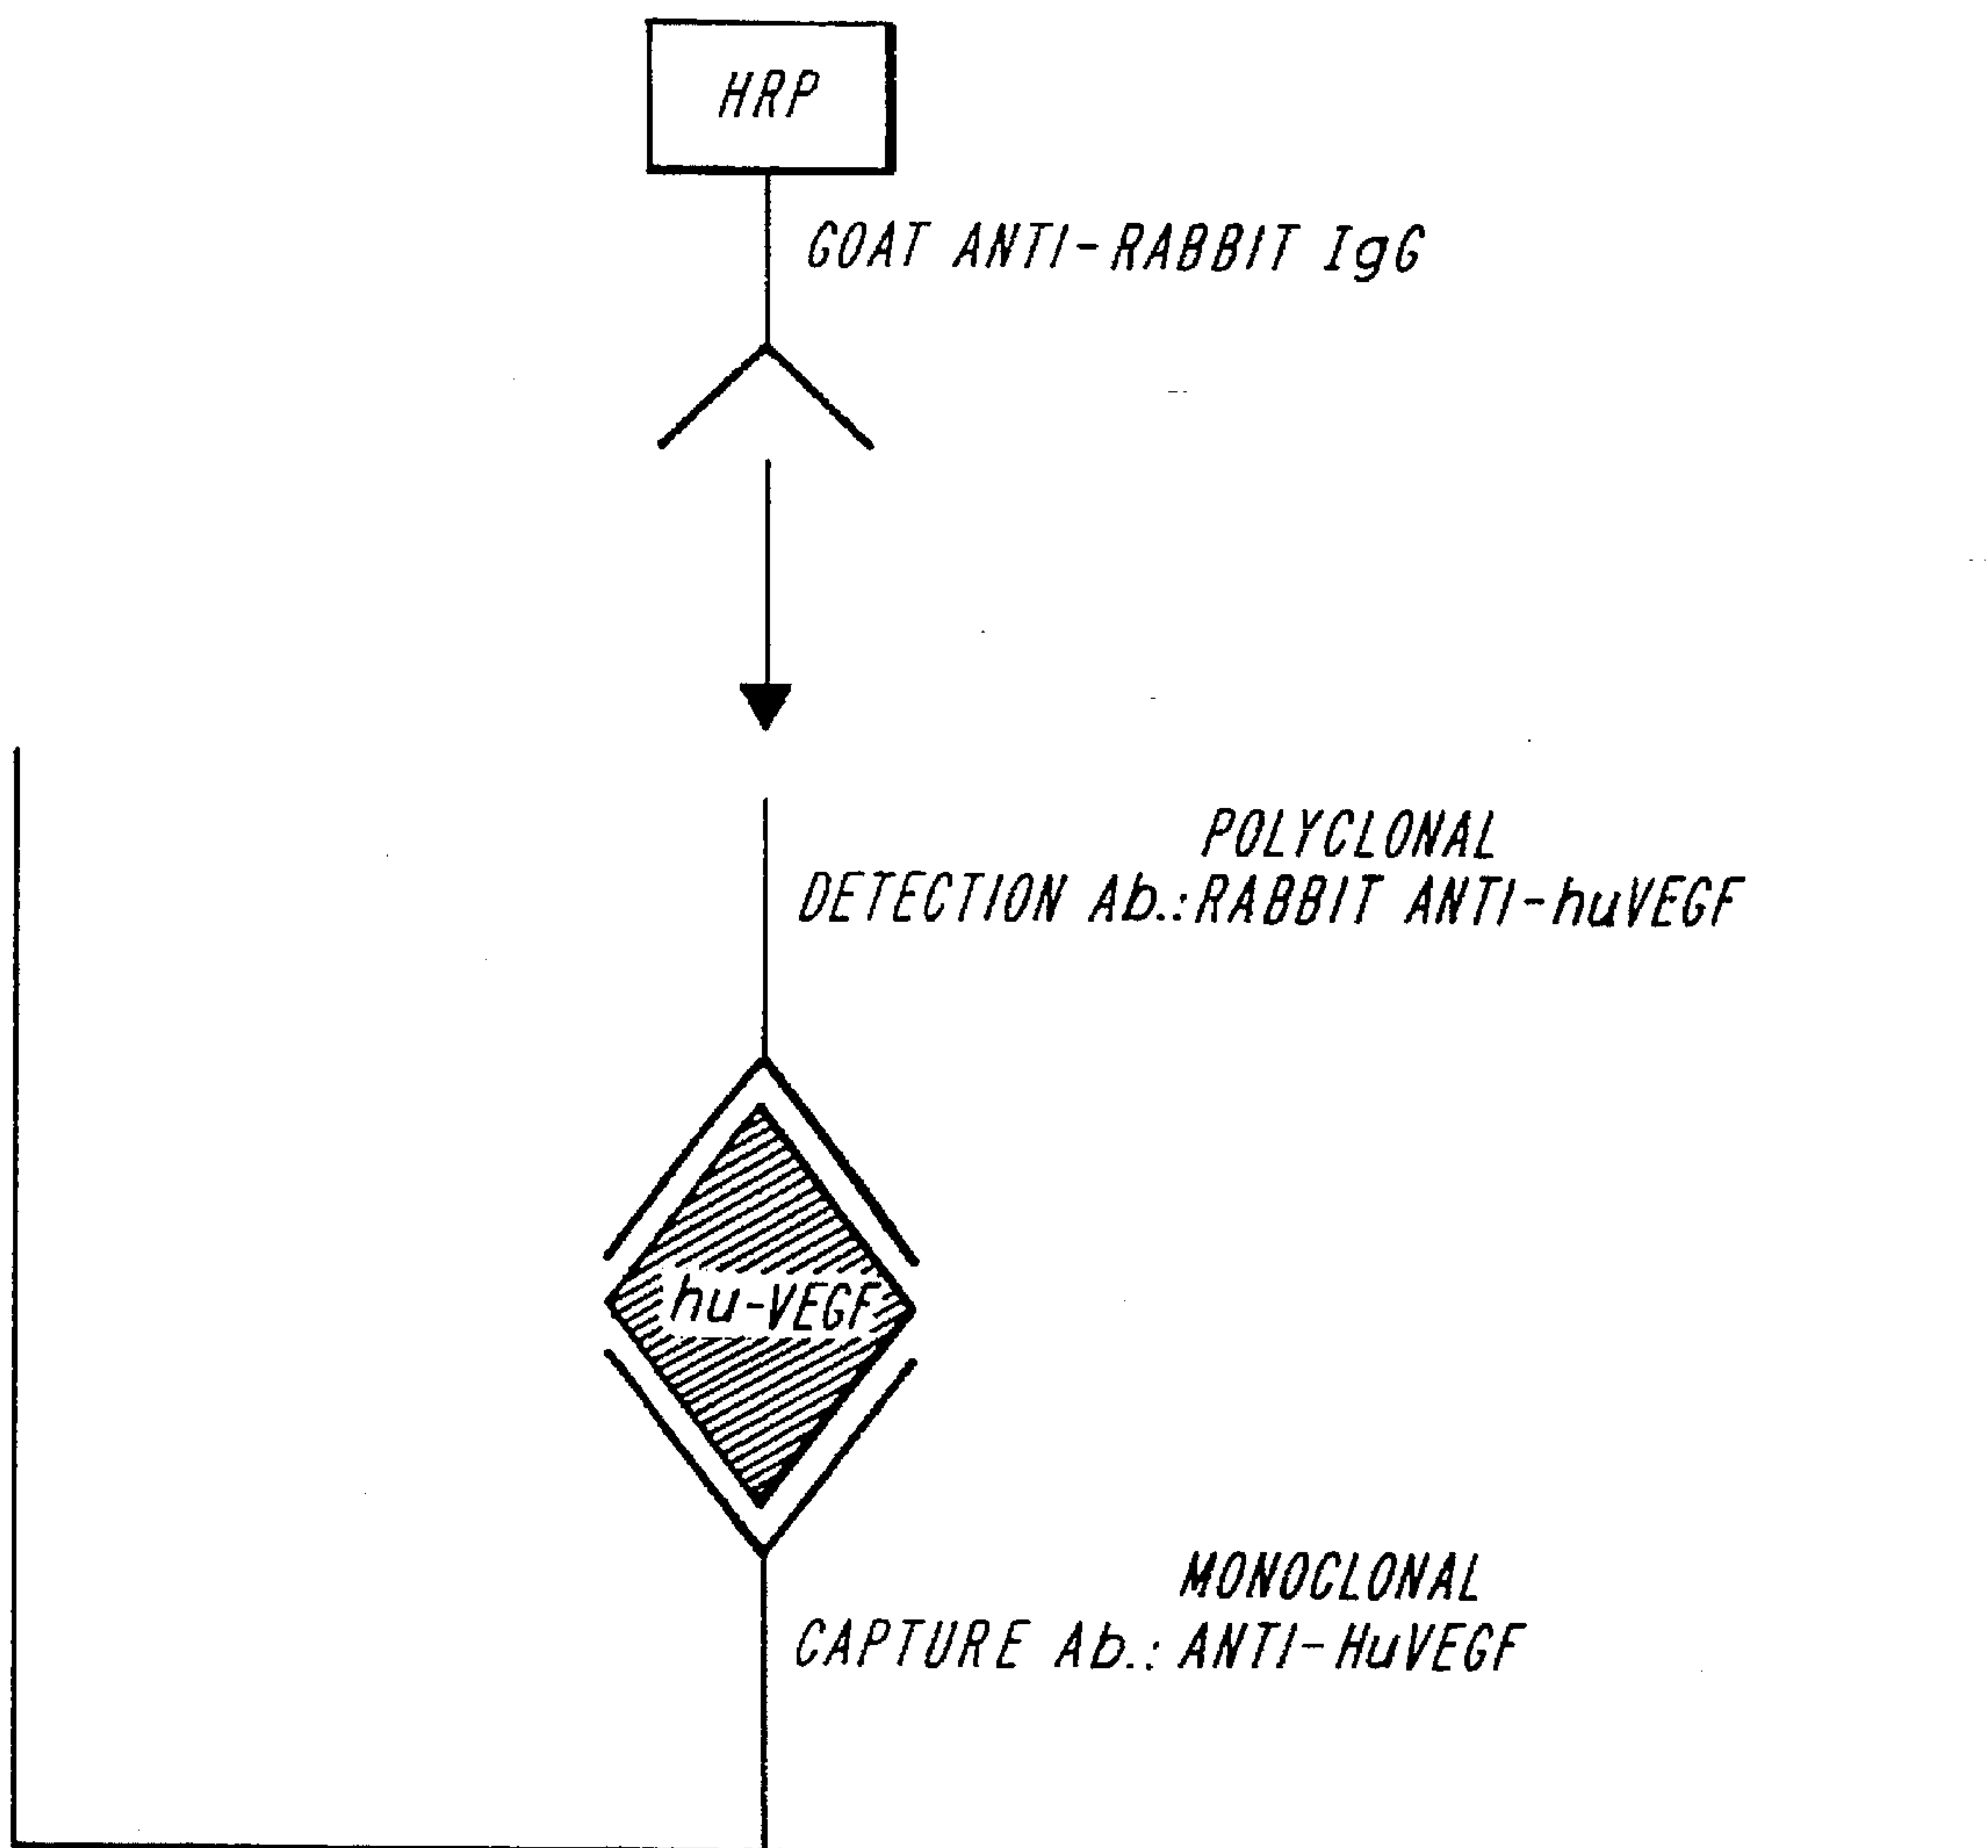 HRP
GOAT ANTI-RABBIT IgG
POLYCLONAL
DETECTION Ab.:RABBIT ANTI-huVEGF
hu-VEGF
MONOCLONAL
CAPTURE Ab.: ANTI-HuVEGF